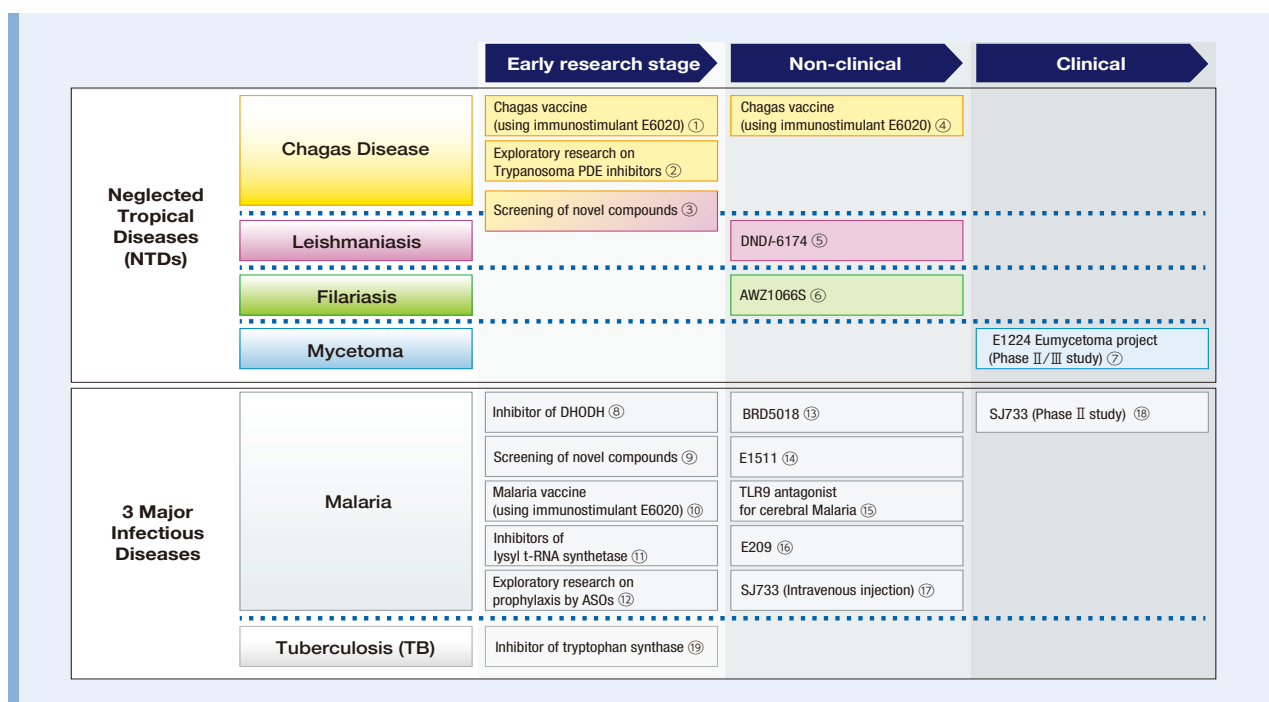 Early research stage
Non-clinical
Clinical
Neglected
Tropical
Diseases
(NTDs)
Chagas Disease
Chagas vaccine
(using immunostimulant E6020) ①
Exploratory research on
Trypanosoma PDE inhibitors ②
Screening of novel compounds ③
Chagas vaccine
(using immunostimulant E6020) ④
Leishmaniasis
DNDI-6174 ⑤
Filariasis
AWZ1066S ⑥
Mycetoma
E1224 Eumycetoma project
(Phase Ⅱ/Ⅲ study) ⑦
3 Major
Infectious
Diseases
Malaria
Inhibitor of DHODH ⑧
Screening of novel compounds ⑨
Malaria vaccine
(using immunostimulant E6020) ⑩
Inhibitors of
lysyl t-RNA synthetase ⑪
Exploratory research on
prophylaxis by ASOs ⑫
BRD5018 ⑬
E1511 ⑭
TLR9 antagonist
for cerebral Malaria ⑮
E209 ⑯
SJ733 (Intravenous injection) ⑰
SJ733 (Phase Ⅱ study) ⑱
Tuberculosis (TB)
Inhibitor of tryptophan synthase ⑲